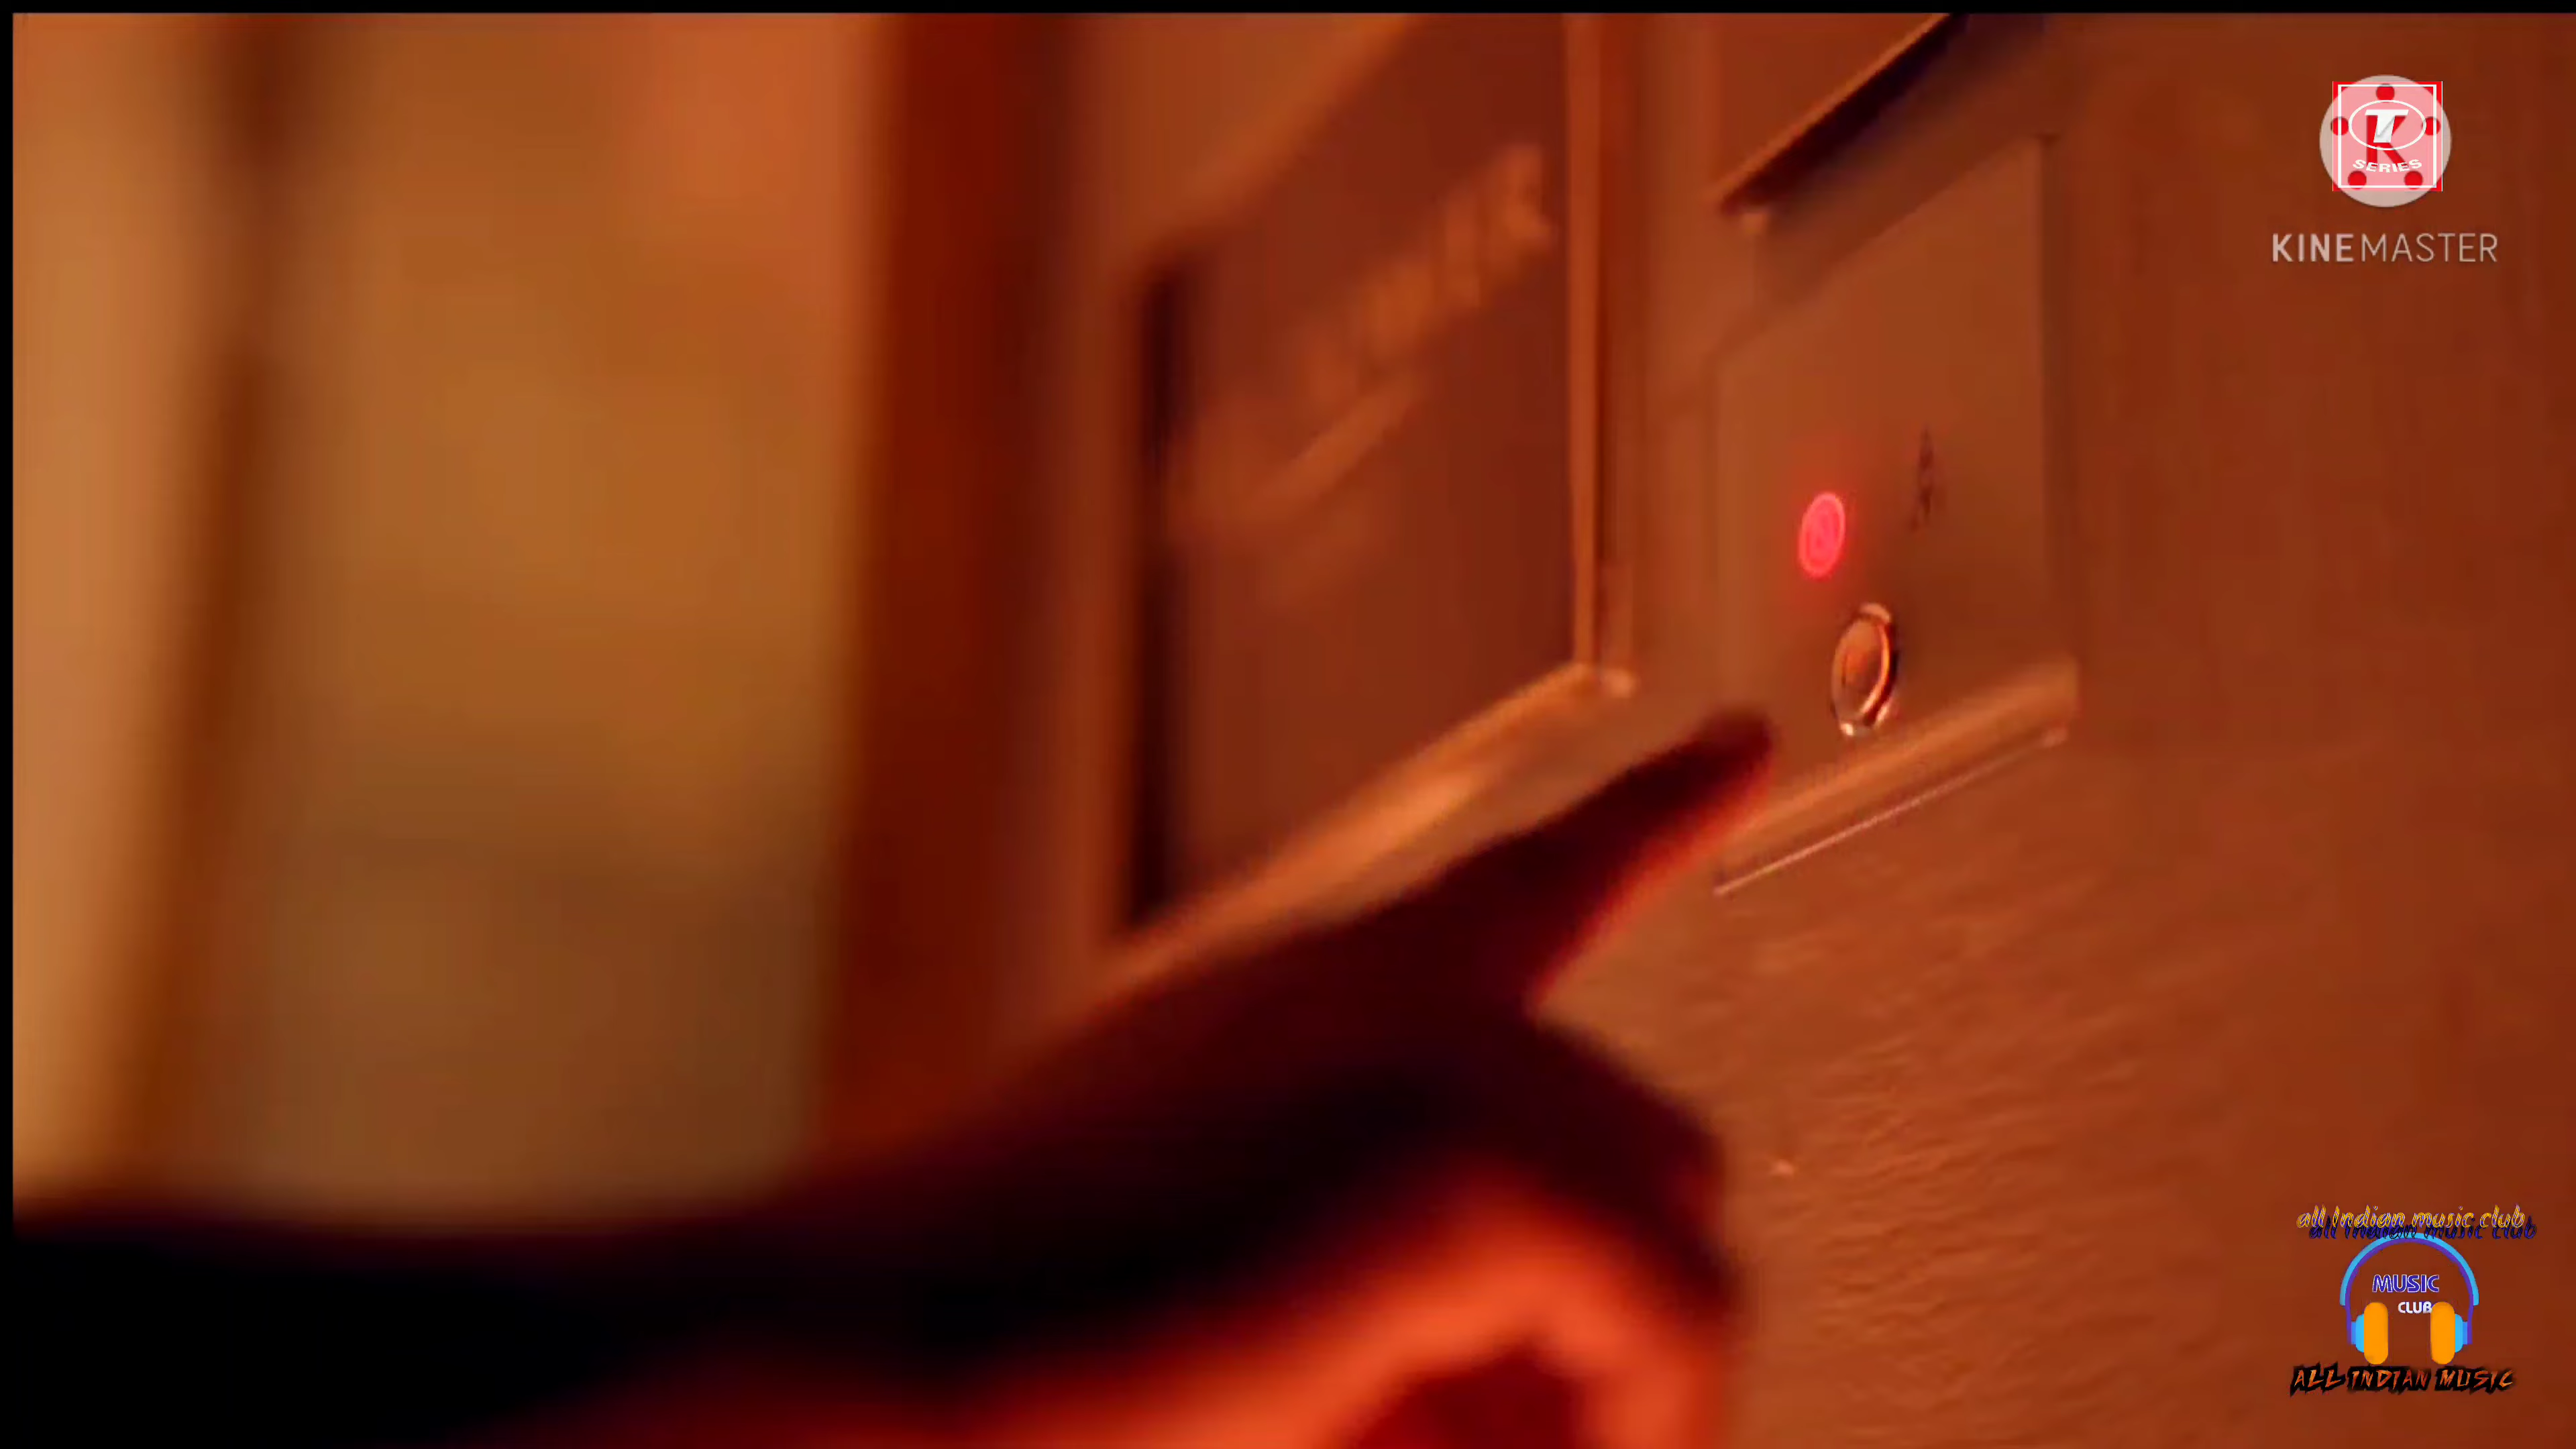 T
SERIES
KINEMASTER
all Indian music club
MUSIC
CLUB
ALL INDIAN MUSIC